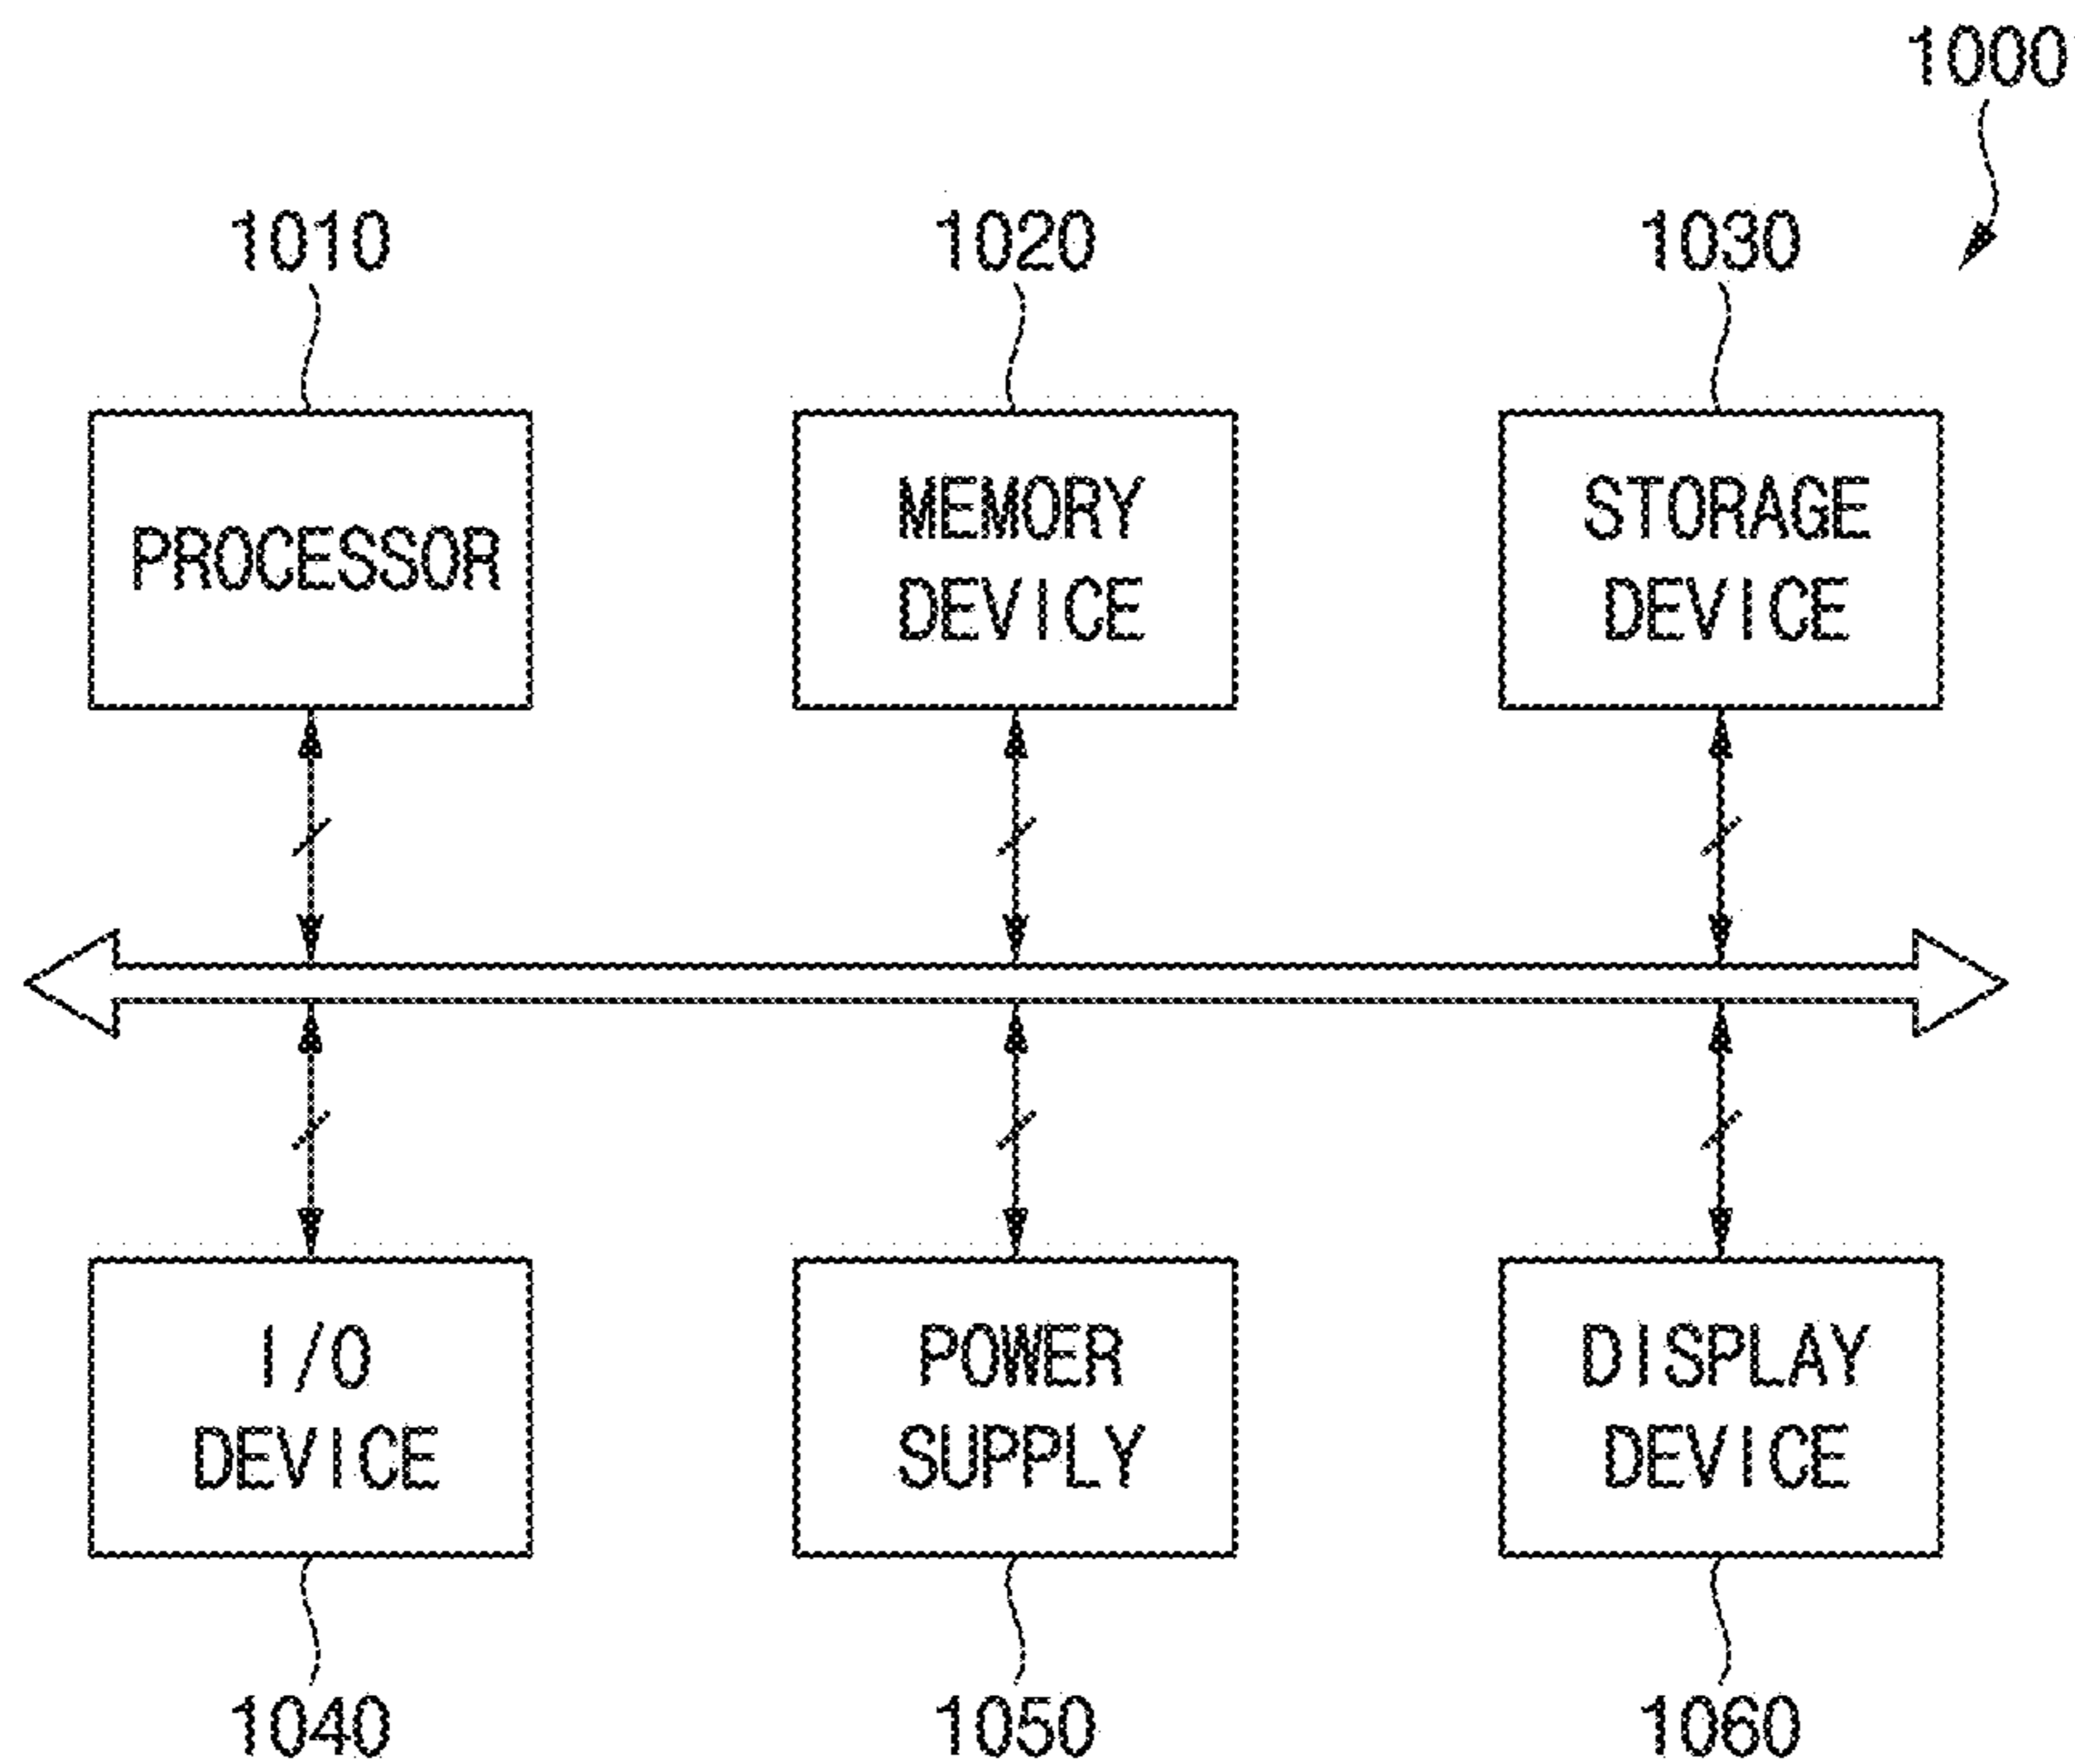 1000
1010
1020
1030
PROCESSOR
MEMORY
DEVICE
STORAGE
DEVICE
I/O
DEVICE
POWER
SUPPLY
DISPLAY
DEVICE
1040
1050
1060